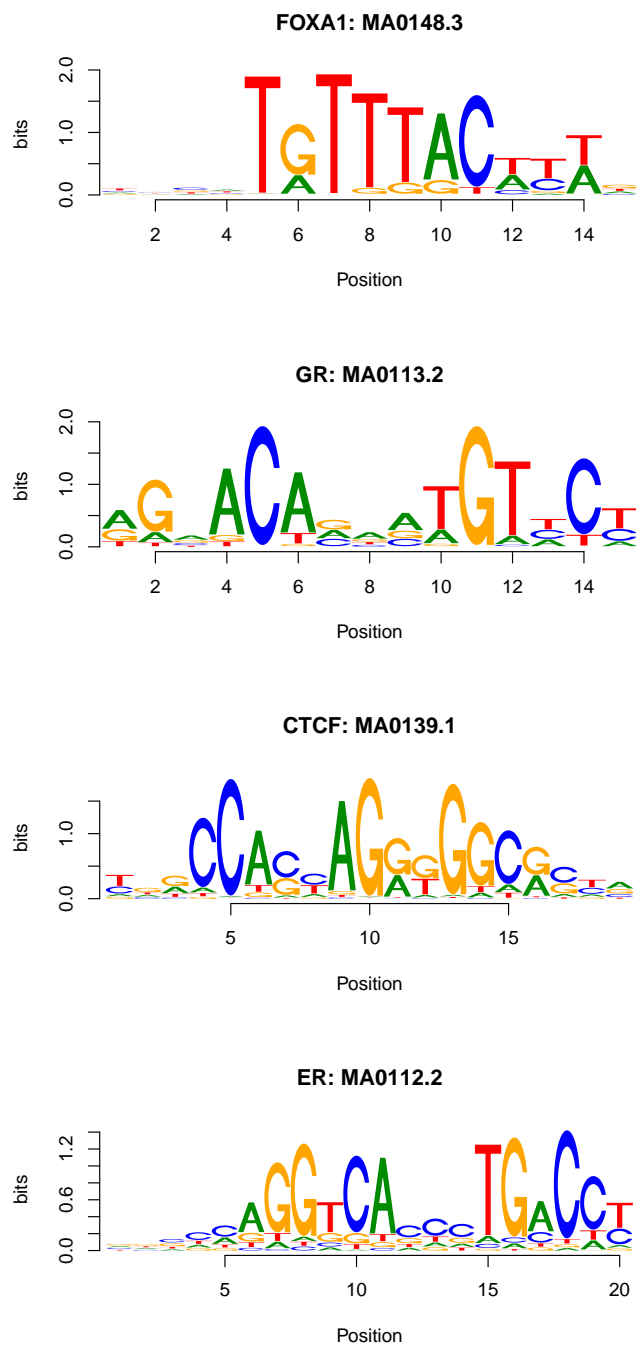 FOXA1: MA0148.3
2.0
1.0
0.0
bits
2 4 6 8 10 12 14
Position
GR: MA0113.2
2.0
1.0
0.0
bits
2 4 6 8 10 12 14
Position
CTCF: MA0139.1
1.0
0.0
bits
5 10 15
Position
ER: MA0112.2
1.2
0.6
0.0
bits
5 10 15 20
Position